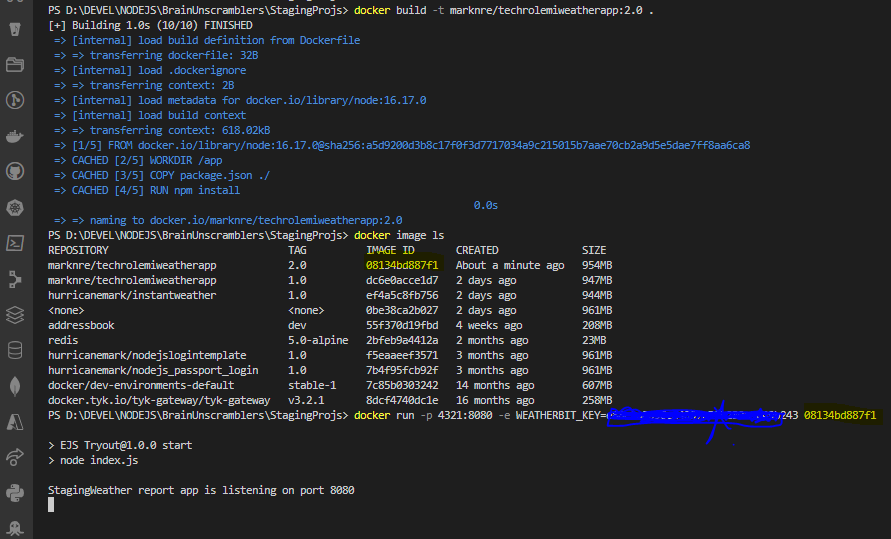 PS D:\DEVEL\NODEJS\BrainUnscramblers\StagingProjs> docker build -t marknre/techrolemiweatherapp:2.0 .
[+] Building 1.0s (10/10) FINISHED
=> [internal] load build definition from Dockerfile
=> => transferring dockerfile: 32B
=> [internal] load .dockerignore
=> => transferring context: 2B
=> [internal] load metadata for docker.io/library/node:16.17.0
=> [internal] load build context
=> => transferring context: 618.02kB
=> [1/5] FROM docker.io/library/node:16.17.0@sha256:a5d9200d3b8c17f0f3d7717034a9c215015b7aae70cb2a9d5e5dae7ff8aa6ca8
=> CACHED [2/5] WORKDIR /app
=> CACHED [3/5] COPY package.json ./
=> CACHED [4/5] RUN npm install
0.0s
=> => naming to docker.io/marknre/techrolemiweatherapp:2.0
PS D:\DEVEL\NODEJS\BrainUnscramblers\StagingProjs> docker image ls
REPOSITORY TAG IMAGE ID CREATED SIZE
marknre/techrolemiweatherapp 2.0 08134bd887f1 About a minute ago 954MB
marknre/techrolemiweatherapp 1.0 dc6e0acce1d7 2 days ago 947MB
hurricanemark/instantweather 1.0 ef4a5c8fb756 2 days ago 944MB
<none> <none> 0be38ca2b027 2 days ago 961MB
addressbook dev 55f370d19fbd 4 weeks ago 208MB
redis 5.0-alpine 2bfeb9a4412a 2 months ago 23MB
hurricanemark/nodejslogintemplate 1.0 f5eaaeef3571 3 months ago 961MB
hurricanemark/nodejs_passport_login 1.0 7b4f95fcb92f 3 months ago 961MB
docker/dev-environments-default stable-1 7c85b0303242 14 months ago 607MB
docker.tyk.io/tyk-gateway/tyk-gateway v3.2.1 8dcf4740dc1e 16 months ago 258MB
PS D:\DEVEL\NODEJS\BrainUnscramblers\StagingProjs> docker run -p 4321:8080 -e WEATHERBIT_KEY= 243 08134bd887f1
> EJS Tryout@1.0.0 start
> node index.js
StagingWeather report app is listening on port 8080